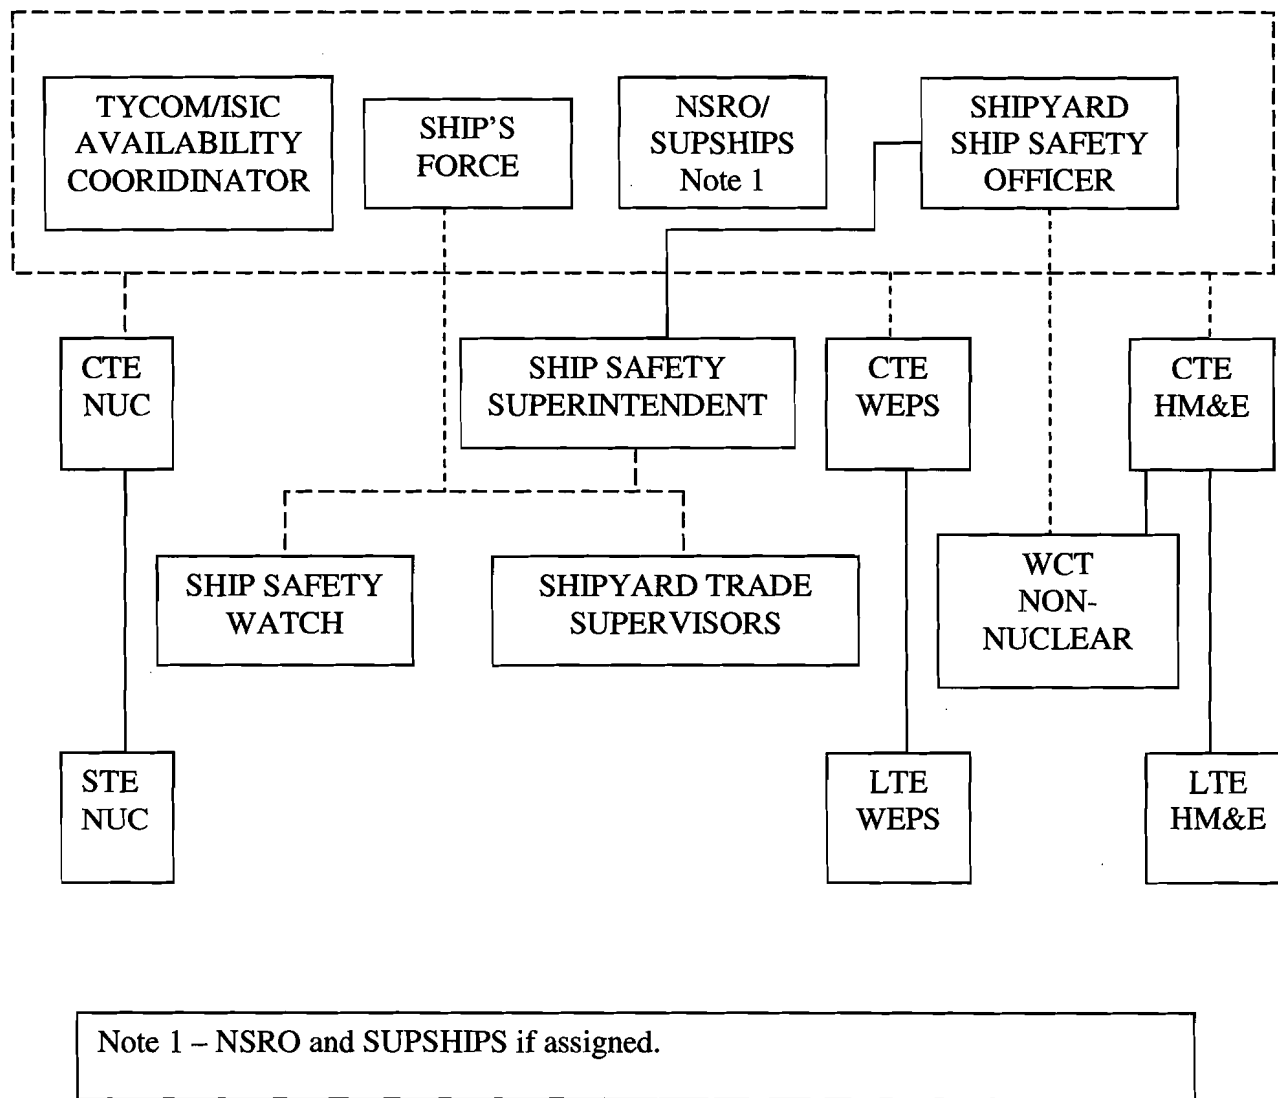 TYCOM/ISIC
AVAILABILITY
COORIDINATOR
SHIP'S
FORCE
NSRO/
SUPSHIPS
Note 1
SHIPYARD
SHIP SAFETY
OFFICER
CTE
NUC
SHIP SAFETY
SUPERINTENDENT
CTE
WEPS
CTE
HM&E
SHIP SAFETY
WATCH
SHIPYARD TRADE
SUPERVISORS
WCT
NON-
NUCLEAR
STE
NUC
LTE
WEPS
LTE
HM&E
Note 1 – NSRO and SUPSHIPS if assigned.